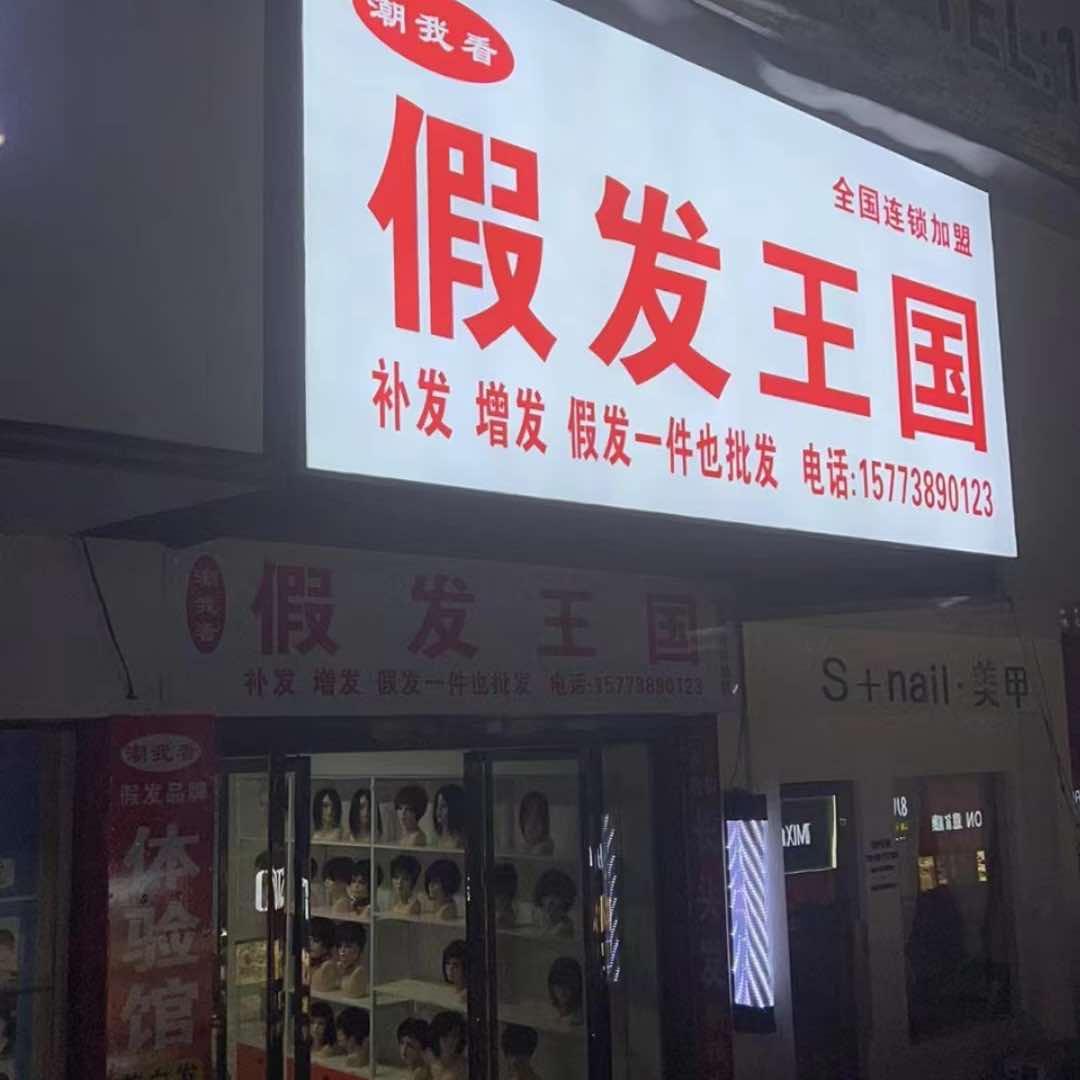 潮我看
全国连锁加盟
假发王国
补发 增发 假发一件也批发 电话:15773890123
潮我看
假发王国
补发 增发 假发一件也批发 电话:15773890123
S+nail·美甲
潮我看
假发品牌
体验馆